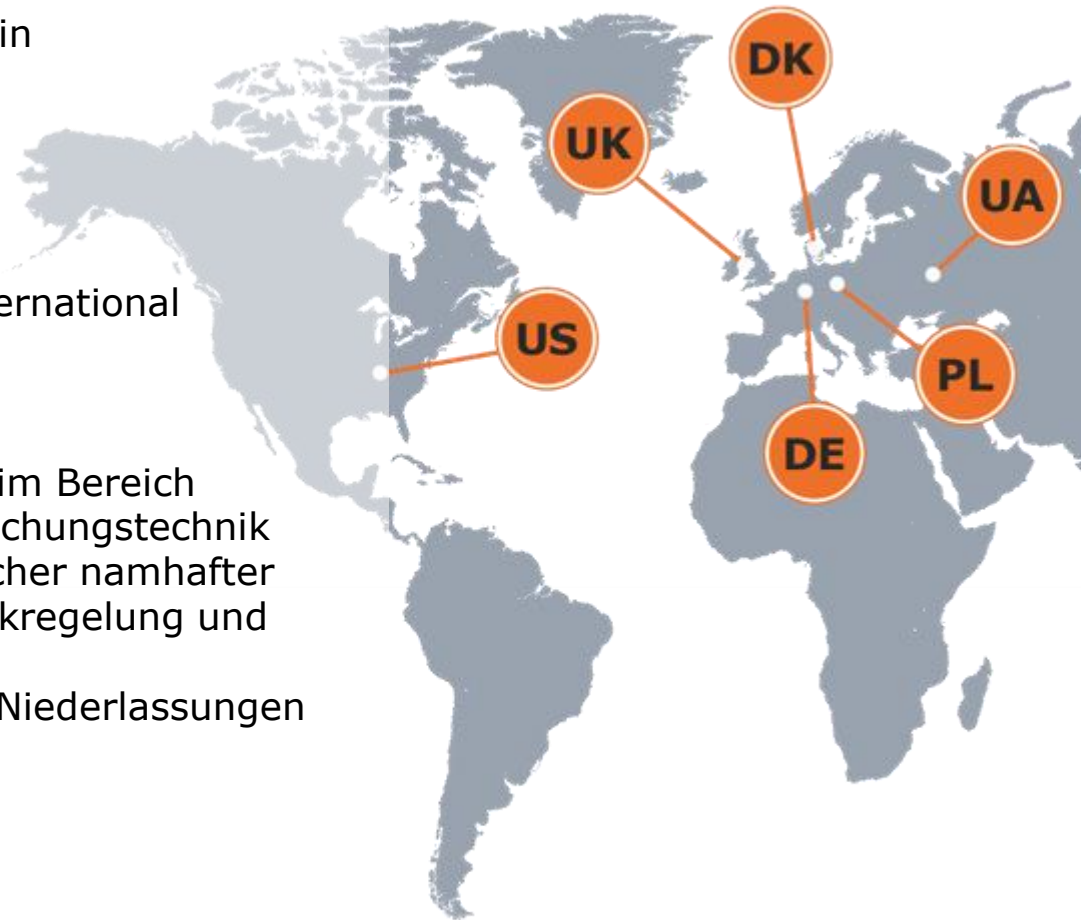 in
DK
UK
UA
ernational
US
PL
DE
im Bereich
chungstechnik
cher namhafter
kregelung und
Niederlassungen